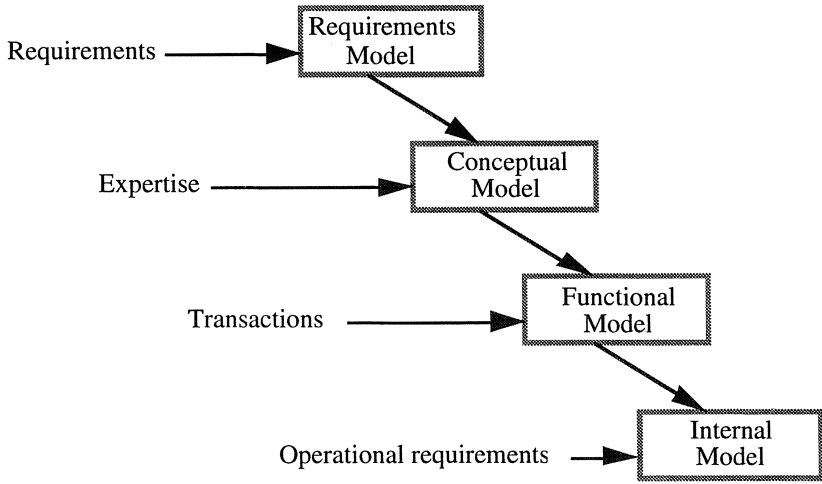 Requirements
Model
Requirements
Conceptual
Model
Expertise
Functional
Model
Transactions
Internal
Model
Operational requirements